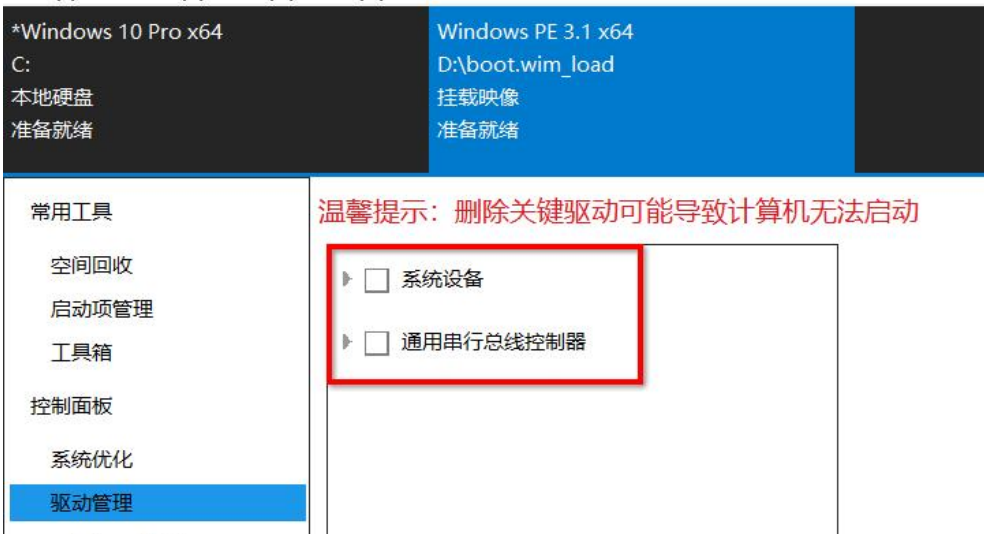 *Windows 10 Pro x64
C:
本地硬盘
准备就绪
Windows PE 3.1 x64
D:\boot.wim_load
挂载映像
准备就绪
常用工具
空间回收
启动项管理
工具箱
控制面板
系统优化
驱动管理
温馨提示：删除关键驱动可能导致计算机无法启动
系统设备
通用串行总线控制器